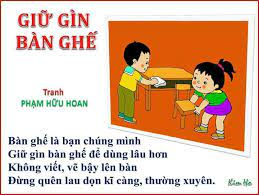 GIỮ GÌN
BÀN GHẾ
Tranh
PHẠM HỮU HOAN
Bàn ghế là bạn chúng mình
Giữ gìn bàn ghế để dùng lâu hơn
Không viết, vẽ bậy lên bàn
Đừng quên lau dọn kĩ càng, thường xuyên.